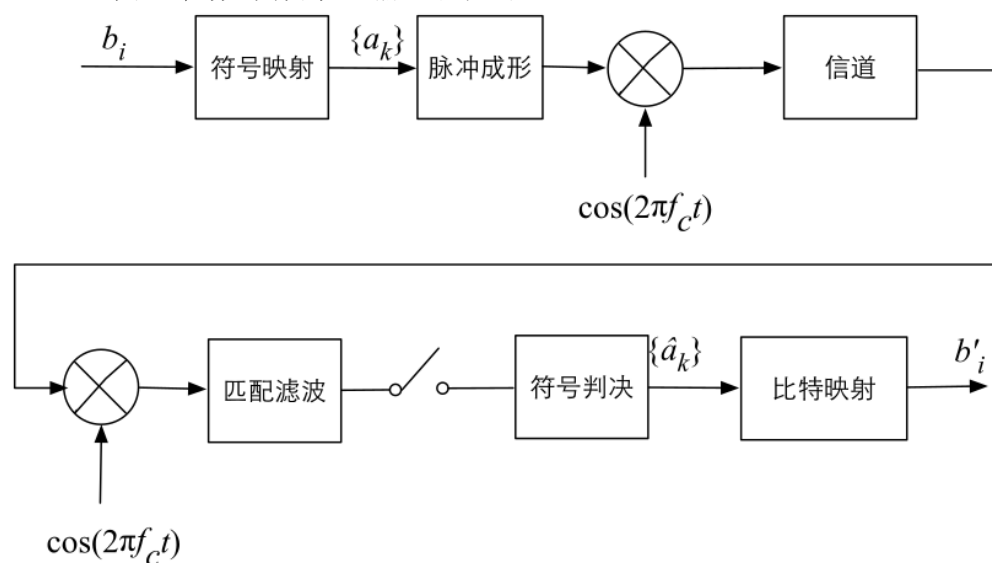 b_i
符号映射
{a_k}
脉冲成形
信道
cos(2πf_c t)
匹配滤波
符号判决
{â_k}
比特映射
b'_i
cos(2πf_c t)